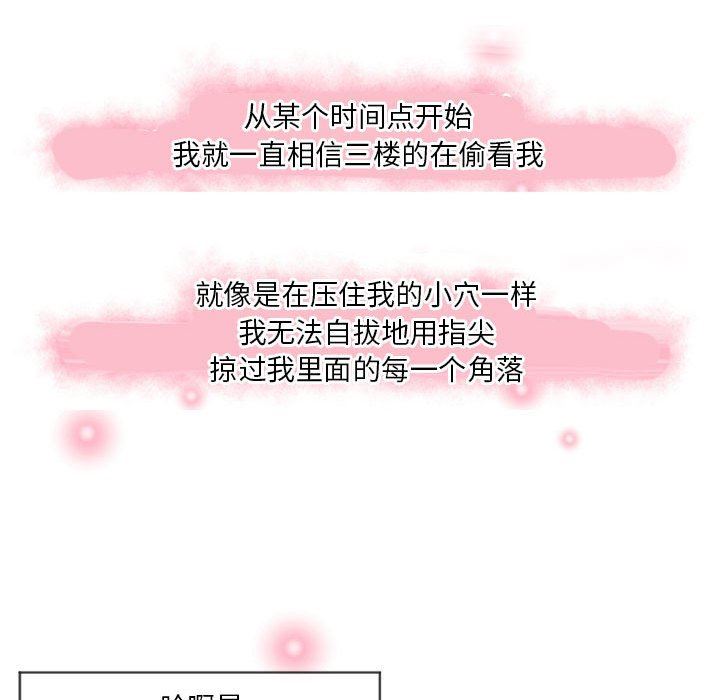 从某个时间点开始
我就一直相信三楼的在偷看我
就像是在压住我的小穴一样
我无法自拔地用指尖
掠过我里面的每一个角落